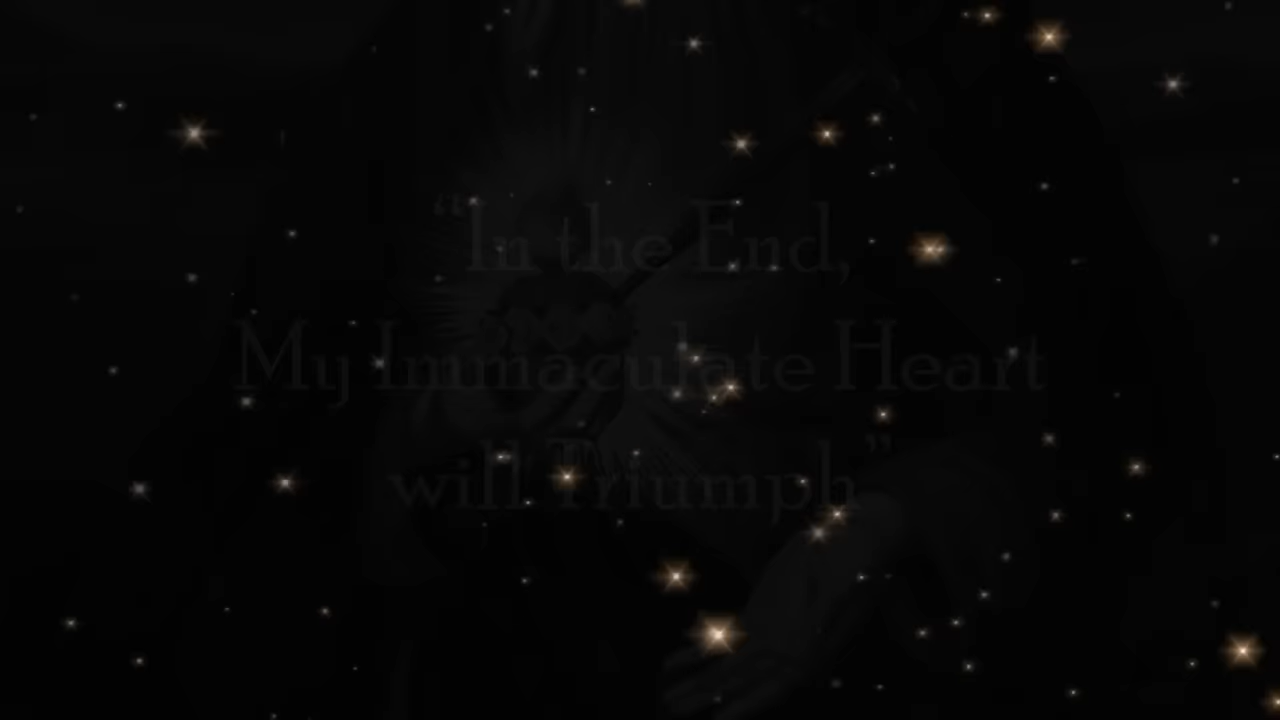 “In the End,
My Immaculate Heart
will Triumph”